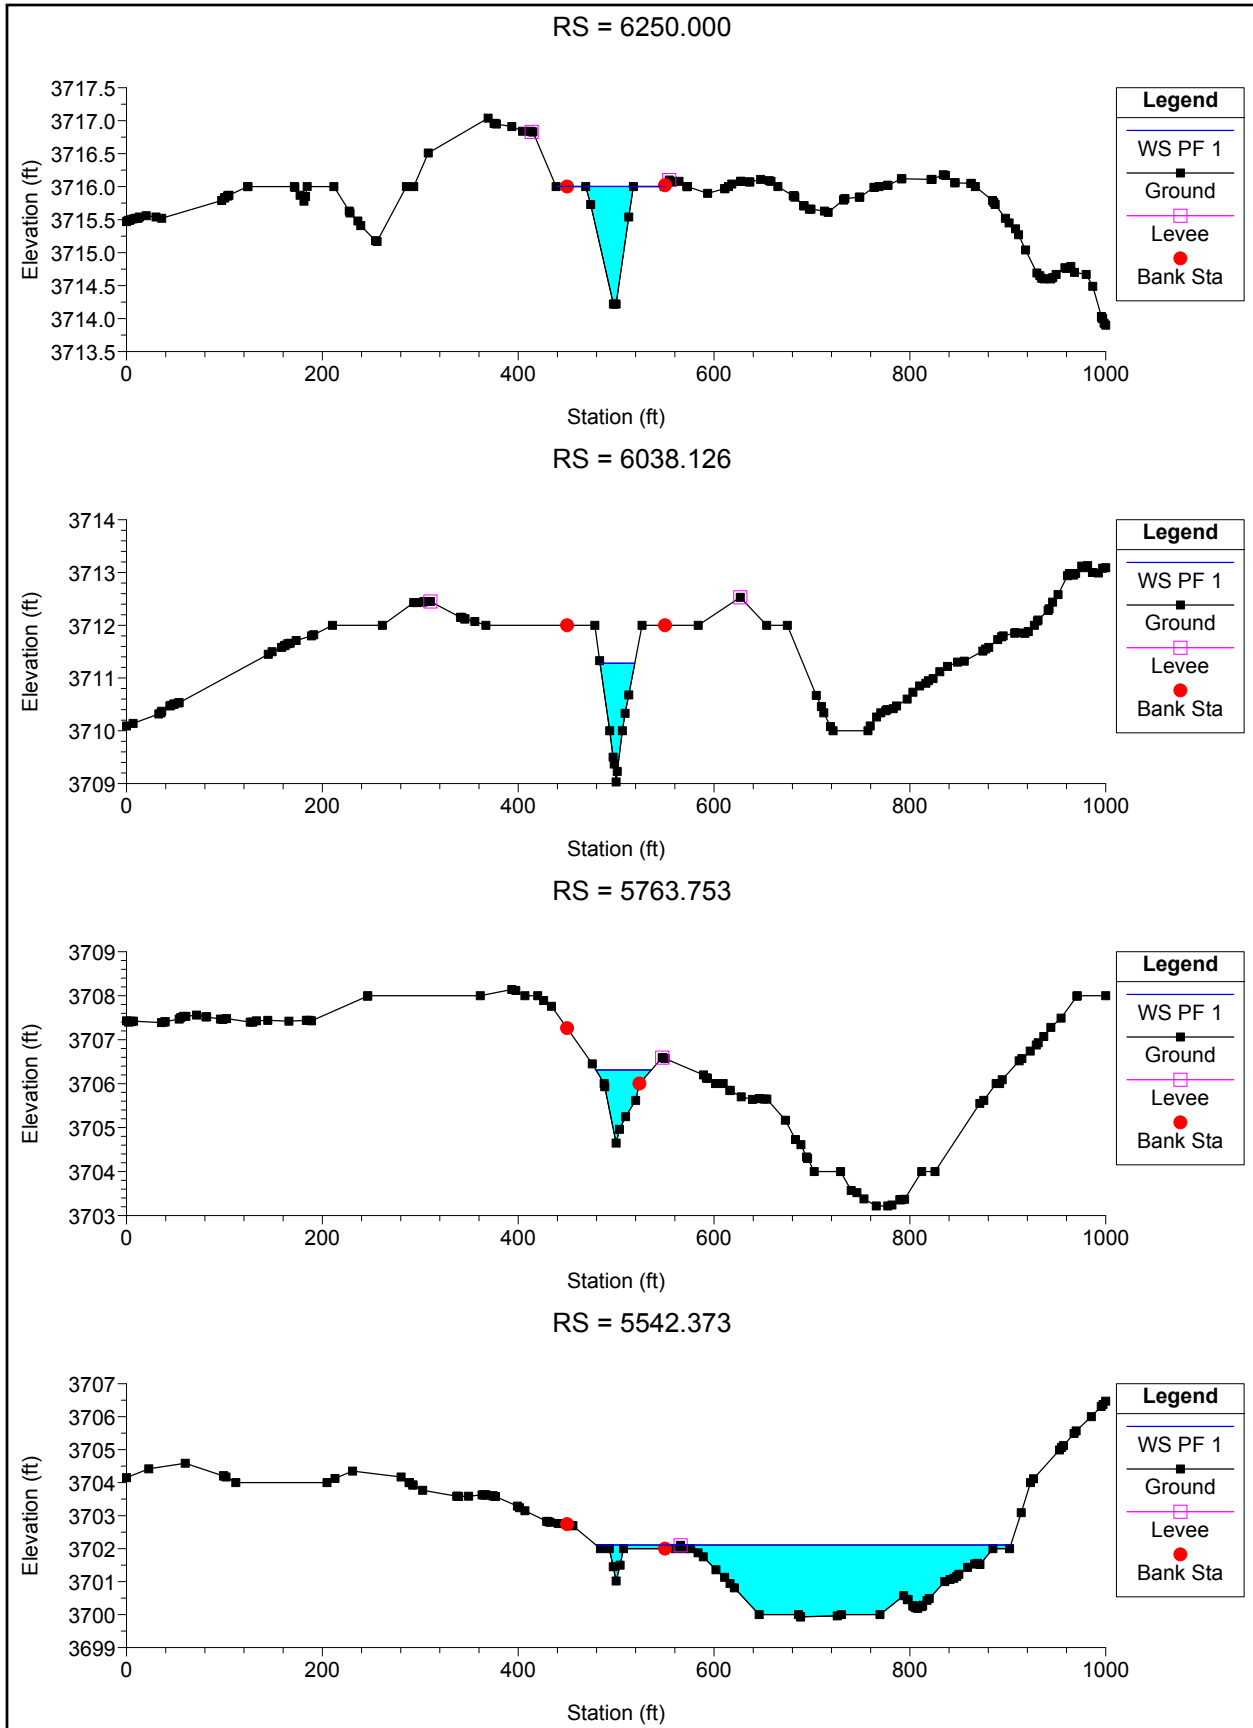 RS = 6250.000
3717.5
3717.0
3716.5
3716.0
3715.5
3715.0
3714.5
3714.0
3713.5
Elevation (ft)
0 200 400 600 800 1000
Station (ft)
Legend
WS PF 1
Ground
Levee
Bank Sta
RS = 6038.126
3714
3713
3712
3711
3710
3709
Elevation (ft)
0 200 400 600 800 1000
Station (ft)
Legend
WS PF 1
Ground
Levee
Bank Sta
RS = 5763.753
3709
3708
3707
3706
3705
3704
3703
Elevation (ft)
0 200 400 600 800 1000
Station (ft)
Legend
WS PF 1
Ground
Levee
Bank Sta
RS = 5542.373
3707
3706
3705
3704
3703
3702
3701
3700
3699
Elevation (ft)
0 200 400 600 800 1000
Station (ft)
Legend
WS PF 1
Ground
Levee
Bank Sta